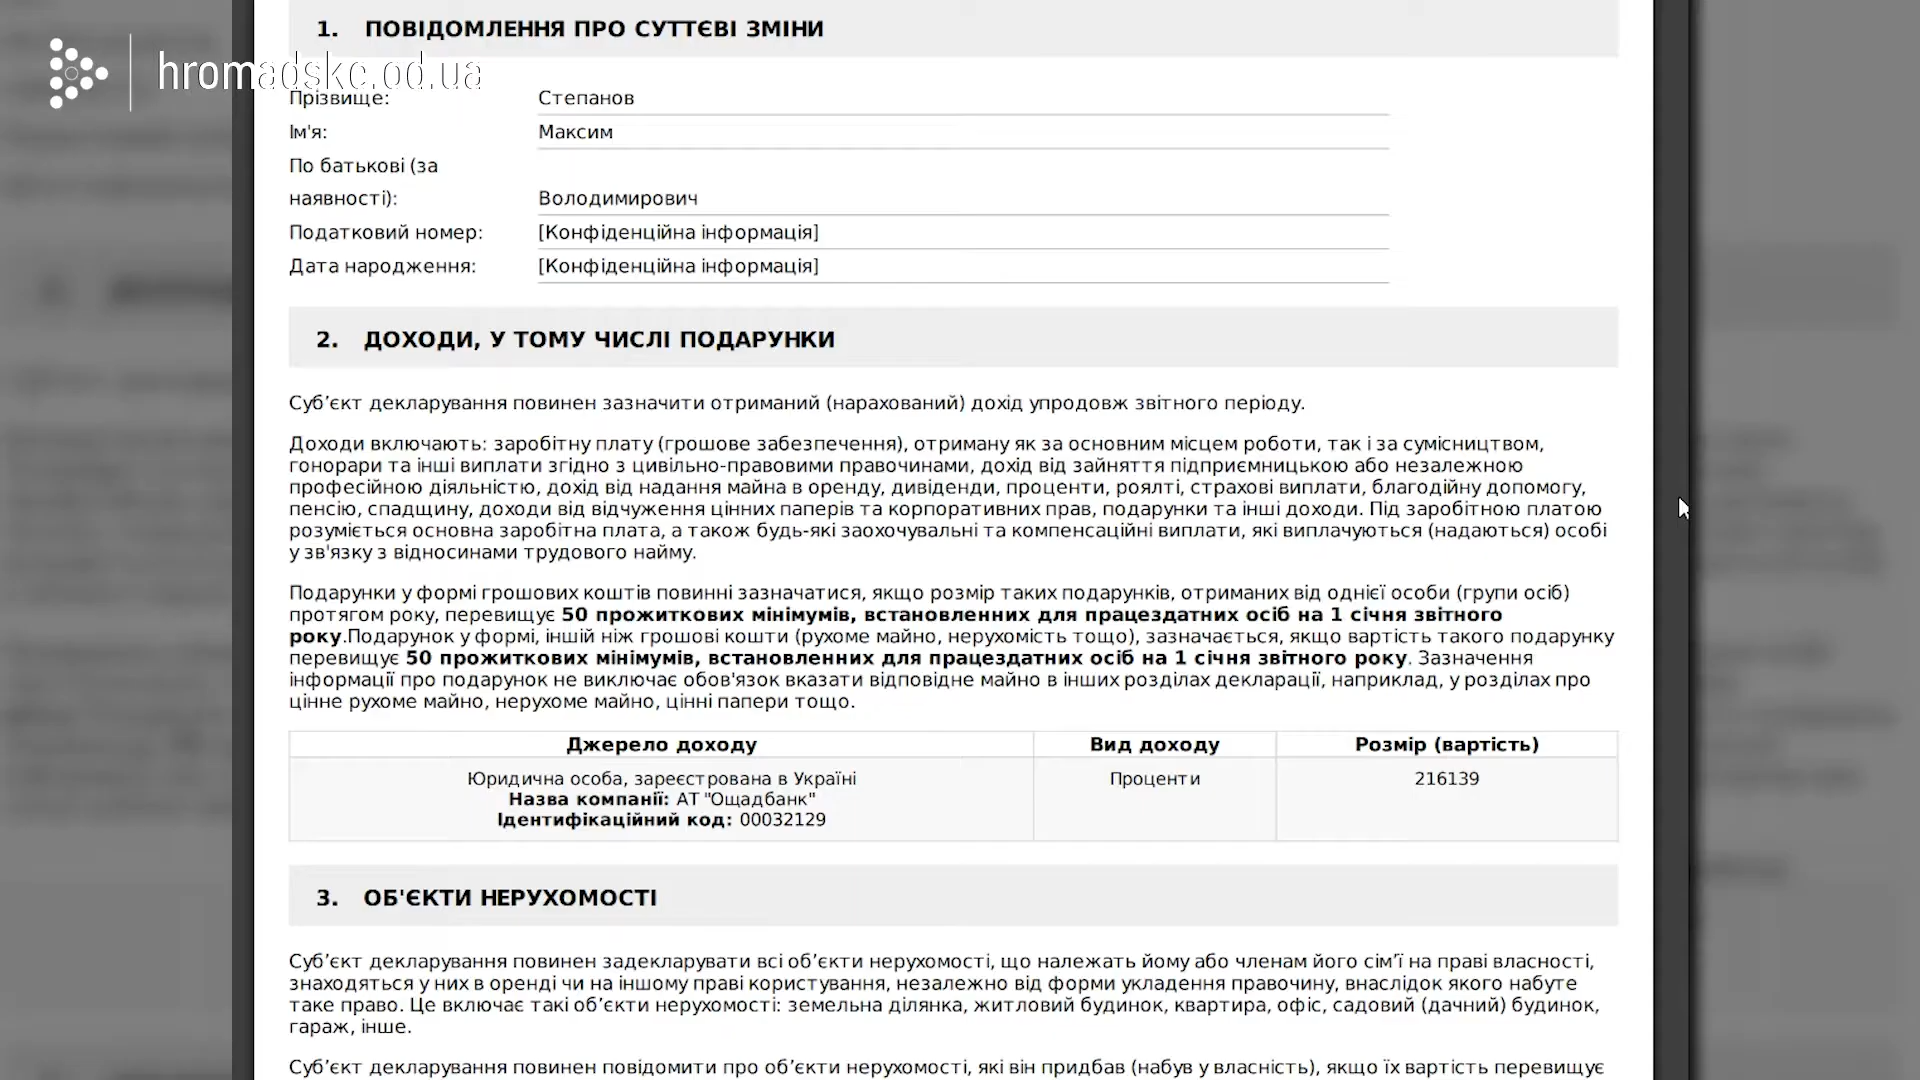 1. ПОВІДОМЛЕННЯ ПРО СУТТЄВІ ЗМІНИ
hromadske.od.ua
Прізвище: Степанов
Ім'я: Максим
По батькові (за
наявності): Володимирович
Податковий номер: [Конфіденційна інформація]
Дата народження: [Конфіденційна інформація]
2. ДОХОДИ, У ТОМУ ЧИСЛІ ПОДАРУНКИ
Суб’єкт декларування повинен зазначити отриманий (нарахований) дохід упродовж звітного періоду.
Доходи включають: заробітну плату (грошове забезпечення), отриману як за основним місцем роботи, так і за сумісництвом,
гонорари та інші виплати згідно з цивільно-правовими правочинами, дохід від зайняття підприємницькою або незалежною
професійною діяльністю, дохід від надання майна в оренду, дивіденди, проценти, роялті, страхові виплати, благодійну допомогу,
пенсію, спадщину, доходи від відчуження цінних паперів та корпоративних прав, подарунки та інші доходи. Під заробітною платою
розуміється основна заробітна плата, а також будь-які заохочувальні та компенсаційні виплати, які виплачуються (надаються) особі
у зв'язку з відносинами трудового найму.
Подарунки у формі грошових коштів повинні зазначатися, якщо розмір таких подарунків, отриманих від однієї особи (групи осіб)
протягом року, перевищує 50 прожиткових мінімумів, встановленних для працездатних осіб на 1 січня звітного
року.Подарунок у формі, іншій ніж грошові кошти (рухоме майно, нерухомість тощо), зазначається, якщо вартість такого подарунку
перевищує 50 прожиткових мінімумів, встановленних для працездатних осіб на 1 січня звітного року. Зазначення
інформації про подарунок не виключає обов'язок вказати відповідне майно в інших розділах декларації, наприклад, у розділах про
цінне рухоме майно, нерухоме майно, цінні папери тощо.
Джерело доходу Вид доходу Розмір (вартість)
Юридична особа, зареєстрована в Україні Проценти 216139
Назва компанії: АТ "Ощадбанк"
Ідентифікаційний код: 00032129
3. ОБ'ЄКТИ НЕРУХОМОСТІ
Суб’єкт декларування повинен задекларувати всі об’єкти нерухомості, що належать йому або членам його сім’ї на праві власності,
знаходяться у них в оренді чи на іншому праві користування, незалежно від форми укладення правочину, внаслідок якого набуте
таке право. Це включає такі об’єкти нерухомості: земельна ділянка, житловий будинок, квартира, офіс, садовий (дачний) будинок,
гараж, інше.
Суб’єкт декларування повинен повідомити про об’єкти нерухомості, які він придбав (набув у власність), якщо їх вартість перевищує